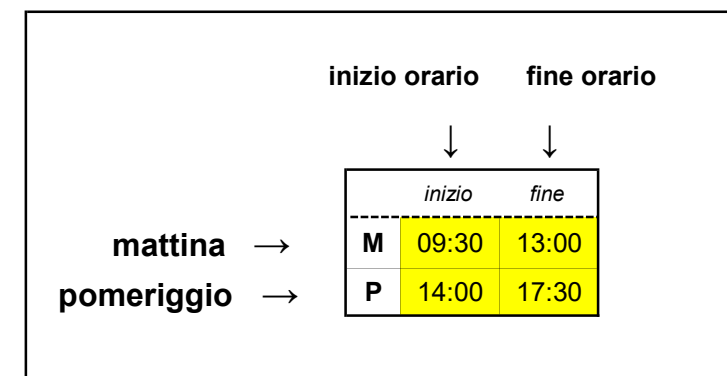 inizio orario fine orario
↓ ↓
inizio fine
mattina → M 09:30 13:00
pomeriggio → P 14:00 17:30